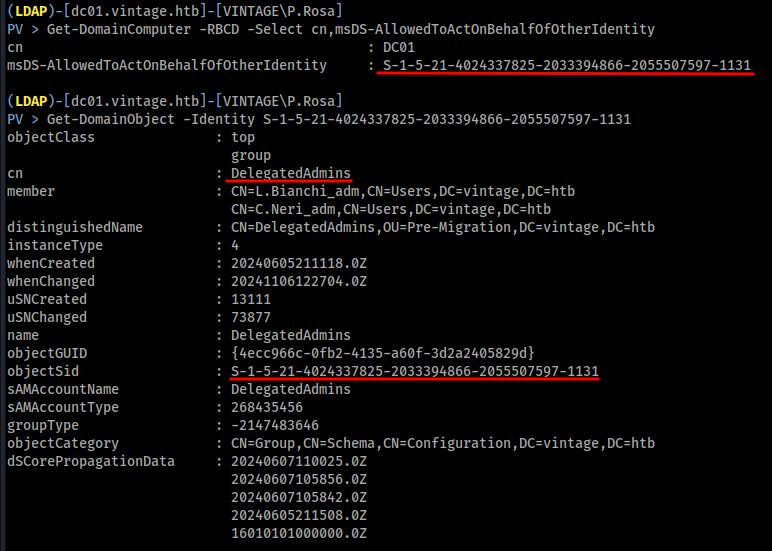 (LDAP)-[dc01.vintage.htb]-[VINTAGE\P.Rosa]
PV > Get-DomainComputer -RBCD -Select cn,msDS-AllowedToActOnBehalfOfOtherIdentity
cn : DC01
msDS-AllowedToActOnBehalfOfOtherIdentity : S-1-5-21-4024337825-2033394866-2055507597-1131
(LDAP)-[dc01.vintage.htb]-[VINTAGE\P.Rosa]
PV > Get-DomainObject -Identity S-1-5-21-4024337825-2033394866-2055507597-1131
objectClass : top
group
cn : DelegatedAdmins
member : CN=L.Bianchi_adm,CN=Users,DC=vintage,DC=htb
CN=C.Neri_adm,CN=Users,DC=vintage,DC=htb
distinguishedName : CN=DelegatedAdmins,OU=Pre-Migration,DC=vintage,DC=htb
instanceType : 4
whenCreated : 20240605211118.0Z
whenChanged : 20241106122704.0Z
uSNCreated : 13111
uSNChanged : 73877
name : DelegatedAdmins
objectGUID : {4ecc966c-0fb2-4135-a60f-3d2a2405829d}
objectSid : S-1-5-21-4024337825-2033394866-2055507597-1131
sAMAccountName : DelegatedAdmins
sAMAccountType : 268435456
groupType : -2147483646
objectCategory : CN=Group,CN=Schema,CN=Configuration,DC=vintage,DC=htb
dSCorePropagationData : 20240607110025.0Z
20240607105856.0Z
20240607105842.0Z
20240605211508.0Z
16010101000000.0Z